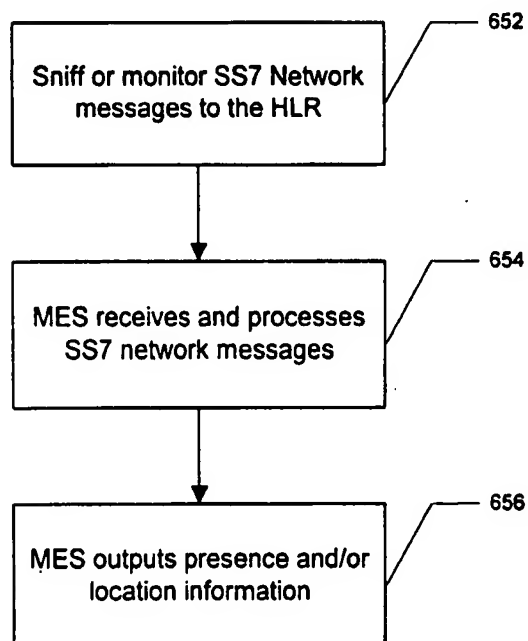 652
Sniff or monitor SS7 Network
messages to the HLR
654
MES receives and processes
SS7 network messages
656
MES outputs presence and/or
location information